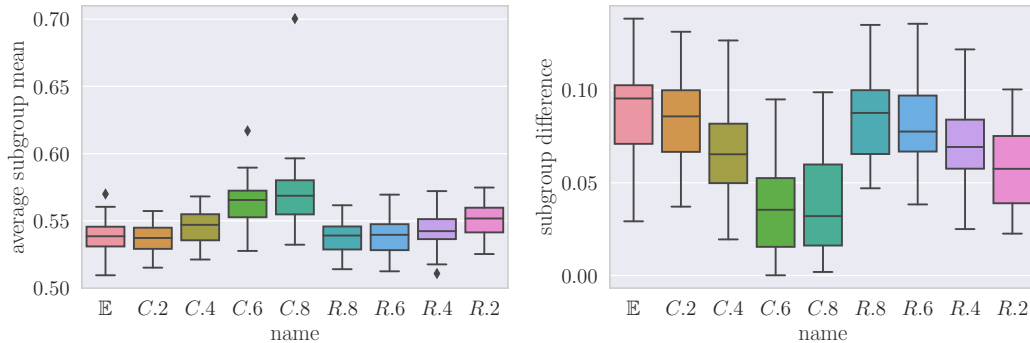 average subgroup mean
0.70
0.65
0.60
0.55
0.50
𝔼 C.2 C.4 C.6 C.8 R.8 R.6 R.4 R.2
name
subgroup difference
0.10
0.05
0.00
𝔼 C.2 C.4 C.6 C.8 R.8 R.6 R.4 R.2
name